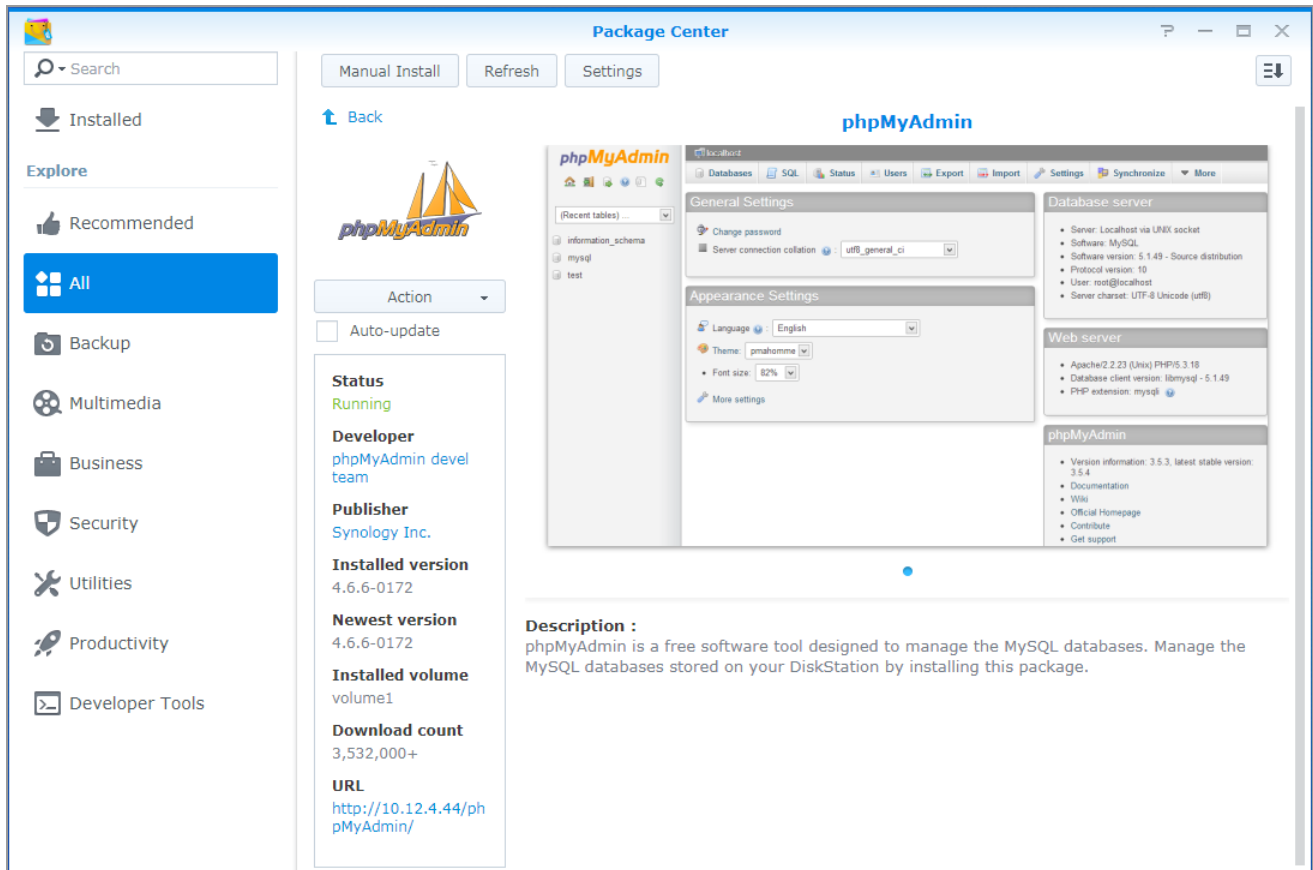 Package Center
Search
Manual Install Refresh Settings
Installed
Explore
Recommended
All
Backup
Multimedia
Business
Security
Utilities
Productivity
Developer Tools
Back
phpMyAdmin
phpMyAdmin
Action
Auto-update
Status
Running
Developer
phpMyAdmin devel
team
Publisher
Synology Inc.
Installed version
4.6.6-0172
Newest version
4.6.6-0172
Installed volume
volume1
Download count
3,532,000+
URL
http://10.12.4.44/ph
pMyAdmin/
phpMyAdmin
(Recent tables) ...
information_schema
mysql
test
localhost
Databases SQL Status Users Export Import Settings Synchronize More
General Settings
Change password
Server connection collation : utf8_general_ci
Appearance Settings
Language : English
Theme: pmahomme
Font size: 82%
More settings
Database server
Server: Localhost via UNIX socket
Software: MySQL
Software version: 5.1.49 - Source distribution
Protocol version: 10
User: root@localhost
Server charset: UTF-8 Unicode (utf8)
Web server
Apache/2.2.23 (Unix) PHP/5.3.18
Database client version: libmysql - 5.1.49
PHP extension: mysqli
phpMyAdmin
Version information: 3.5.3, latest stable version:
3.5.4
Documentation
Wiki
Official Homepage
Contribute
Get support
Description :
phpMyAdmin is a free software tool designed to manage the MySQL databases. Manage the
MySQL databases stored on your DiskStation by installing this package.